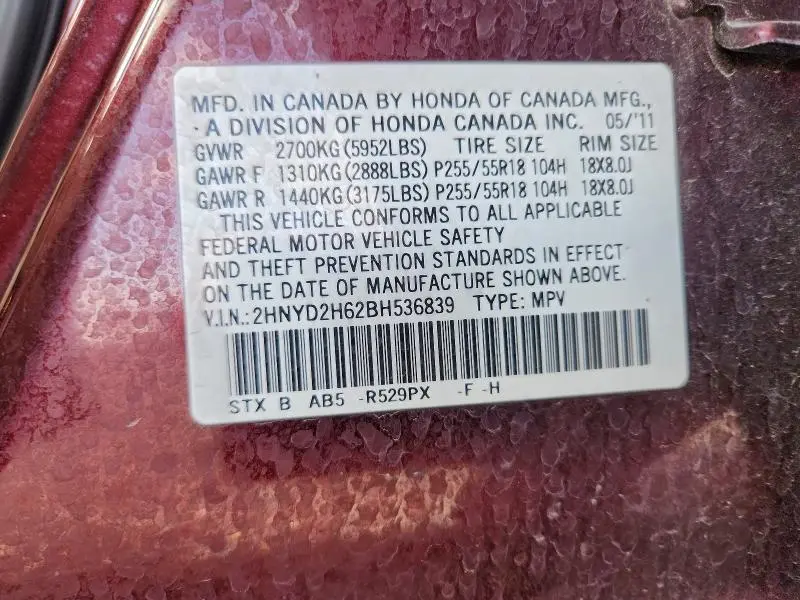 MFD. IN CANADA BY HONDA OF CANADA MFG.,
A DIVISION OF HONDA CANADA INC. 05/'11
GVWR 2700KG(5952LBS) TIRE SIZE RIM SIZE
GAWR F 1310KG(2888LBS) P255/55R18 104H 18X8.0J
GAWR R 1440KG(3175LBS) P255/55R18 104H 18X8.0J
THIS VEHICLE CONFORMS TO ALL APPLICABLE
FEDERAL MOTOR VEHICLE SAFETY
AND THEFT PREVENTION STANDARDS IN EFFECT
ON THE DATE OF MANUFACTURE SHOWN ABOVE.
V.I.N.: 2HNYD2H62BH536839 TYPE: MPV
STX B AB5 -R529PX -F -H